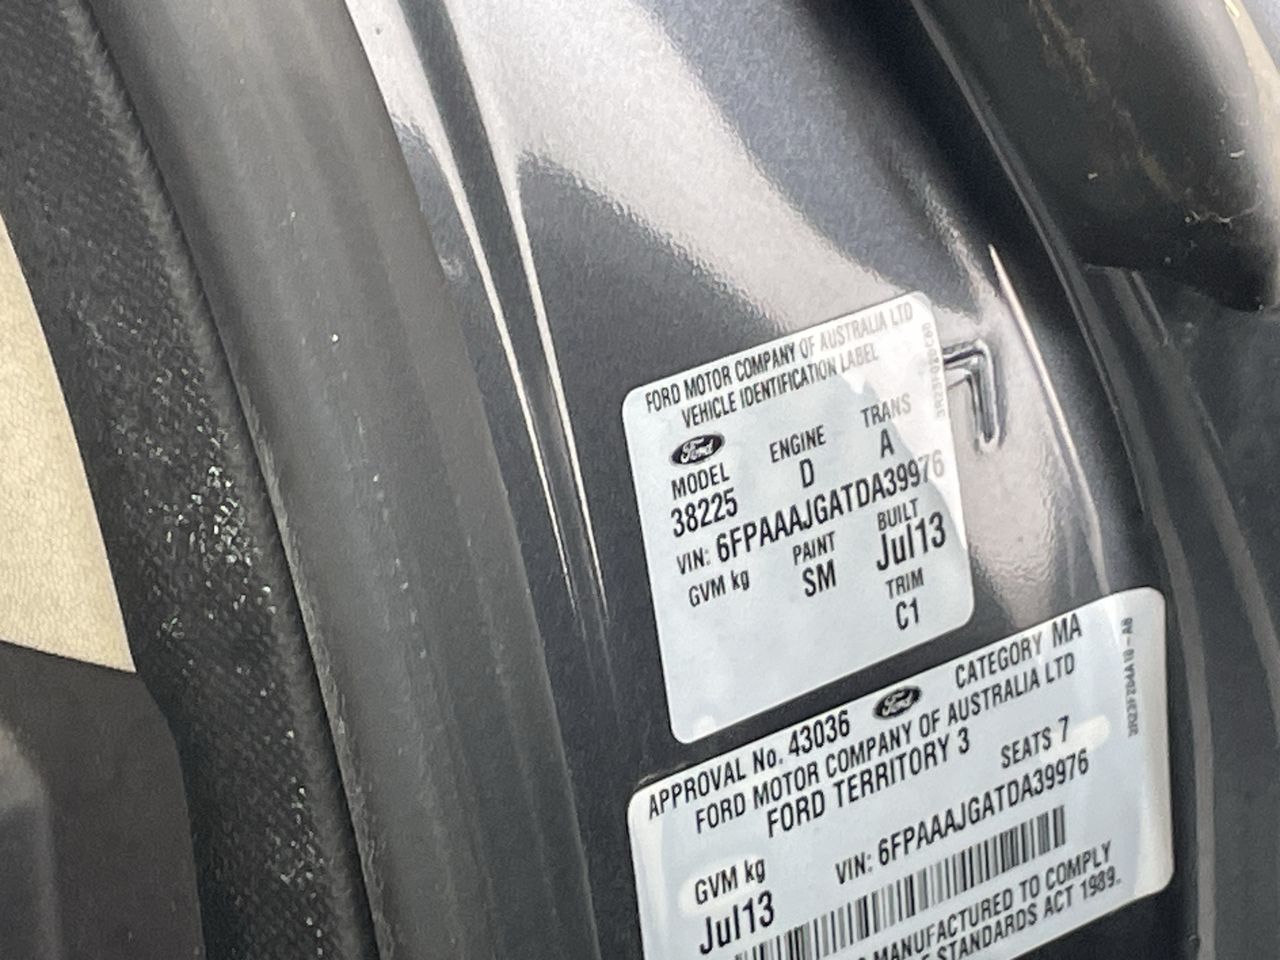 FORD MOTOR COMPANY OF AUSTRALIA LTD
VEHICLE IDENTIFICATION LABEL
Ford
MODEL ENGINE TRANS
38225 D A
VIN: 6FPAAAJGATDA39976
GVM kg PAINT BUILT
SM Jul13
TRIM
C1
APPROVAL No. 43036 Ford CATEGORY MA
FORD MOTOR COMPANY OF AUSTRALIA LTD
FORD TERRITORY 3 SEATS 7
GVM kg VIN: 6FPAAAJGATDA39976
Jul13
MANUFACTURED TO COMPLY
STANDARDS ACT 1989.